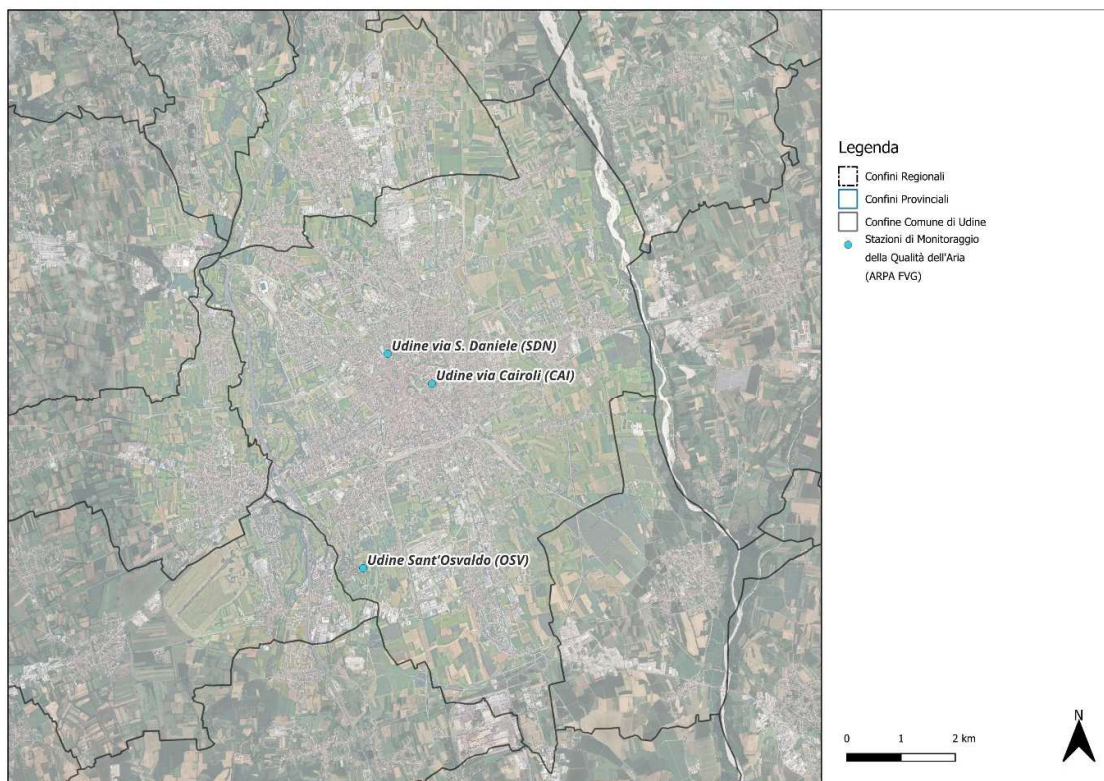 Udine via S. Daniele (SDN)
Udine via Cairoli (CAI)
Udine Sant'Osvaldo (OSV)
Legenda
Confini Regionali
Confini Provinciali
Confine Comune di Udine
Stazioni di Monitoraggio
della Qualità dell'Aria
(ARPA FVG)
N
0 1 2 km